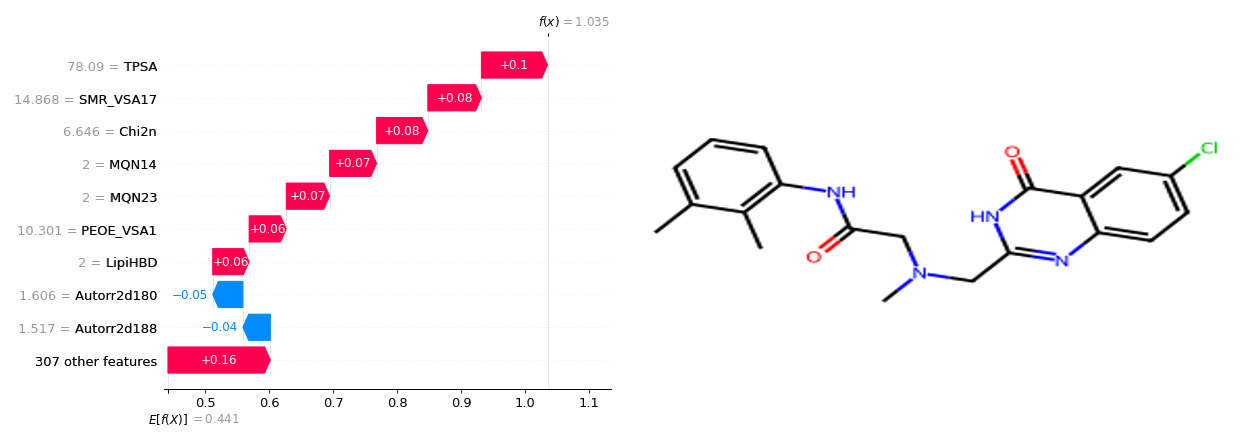 f(x) = 1.035
78.09 = TPSA
+0.1
14.868 = SMR_VSA17
+0.08
6.646 = Chi2n
+0.08
2 = MQN14
+0.07
2 = MQN23
+0.07
10.301 = PEOE_VSA1
+0.06
2 = LipiHBD
+0.06
1.606 = Autorr2d180
−0.05
1.517 = Autorr2d188
−0.04
307 other features
+0.16
0.5 0.6 0.7 0.8 0.9 1.0 1.1
E[f(X)] = 0.441
O
Cl
NH
HN
O
N
N